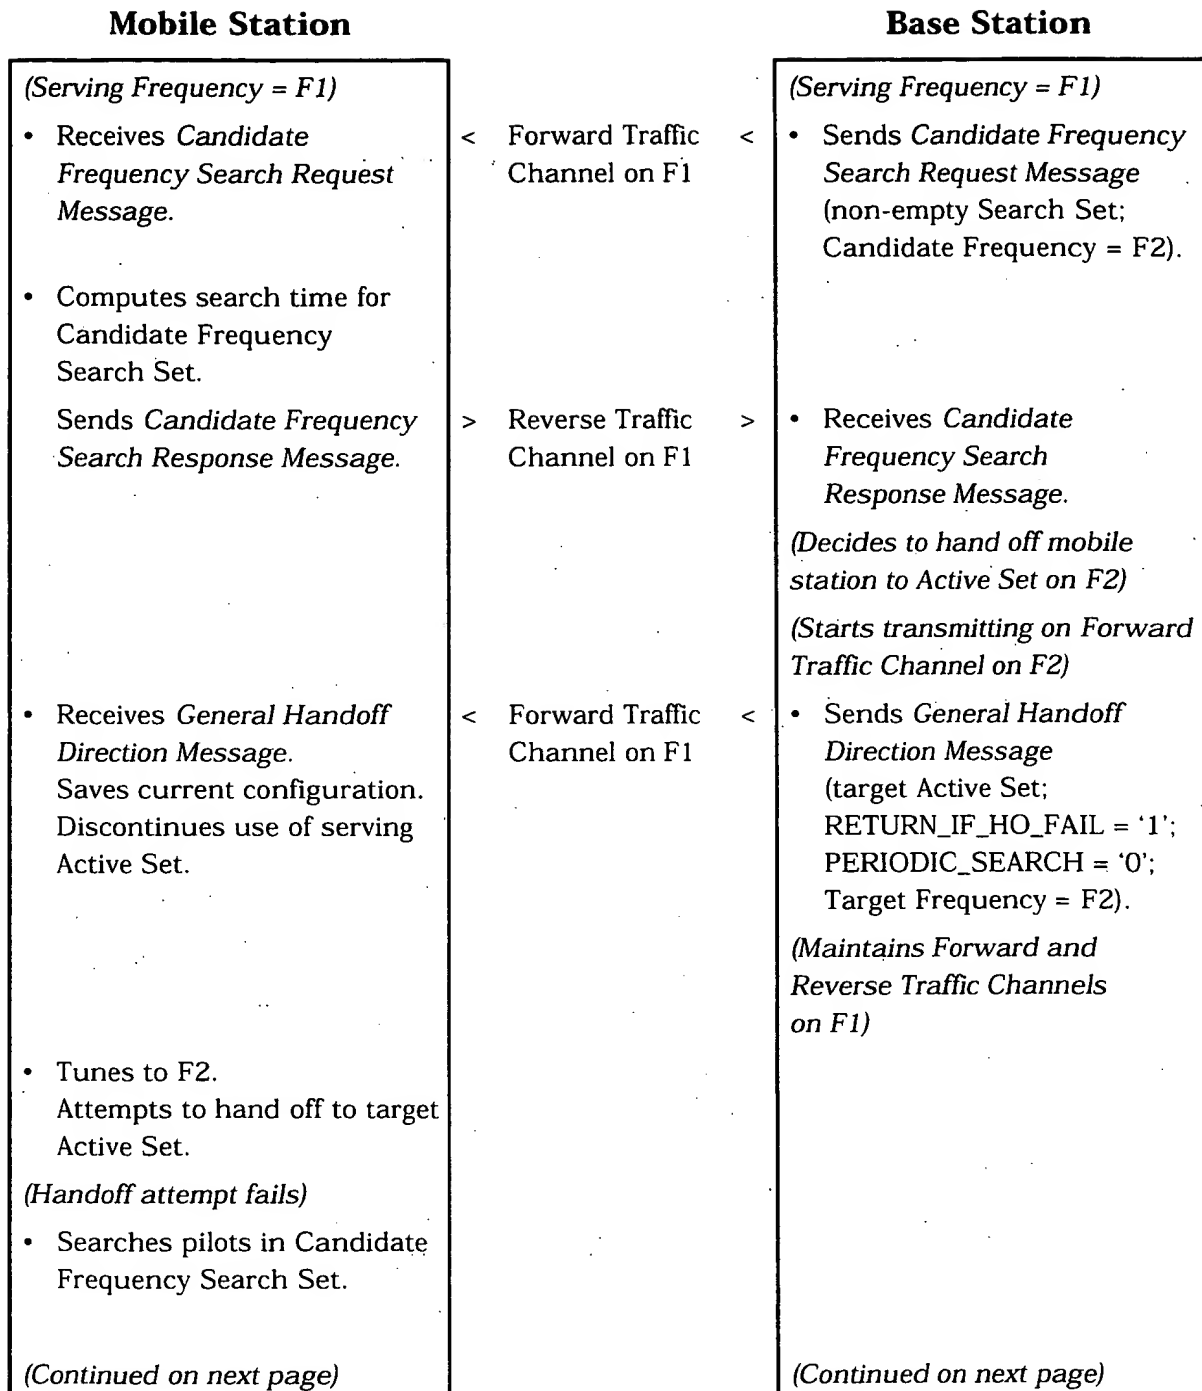 Mobile Station Base Station
(Serving Frequency = F1) (Serving Frequency = F1)
• Receives Candidate < Forward Traffic < • Sends Candidate Frequency
Frequency Search Request Channel on F1 Search Request Message
Message. (non-empty Search Set;
Candidate Frequency = F2).
• Computes search time for
Candidate Frequency
Search Set.
Sends Candidate Frequency > Reverse Traffic > • Receives Candidate
Search Response Message. Channel on F1 Frequency Search
Response Message.
(Decides to hand off mobile
station to Active Set on F2)
(Starts transmitting on Forward
Traffic Channel on F2)
• Receives General Handoff < Forward Traffic < • Sends General Handoff
Direction Message. Channel on F1 Direction Message
Saves current configuration. (target Active Set;
Discontinues use of serving RETURN_IF_HO_FAIL = ‘1’;
Active Set. PERIODIC_SEARCH = ‘0’;
Target Frequency = F2).
(Maintains Forward and
Reverse Traffic Channels
on F1)
• Tunes to F2.
Attempts to hand off to target
Active Set.
(Handoff attempt fails)
• Searches pilots in Candidate
Frequency Search Set.
(Continued on next page) (Continued on next page)